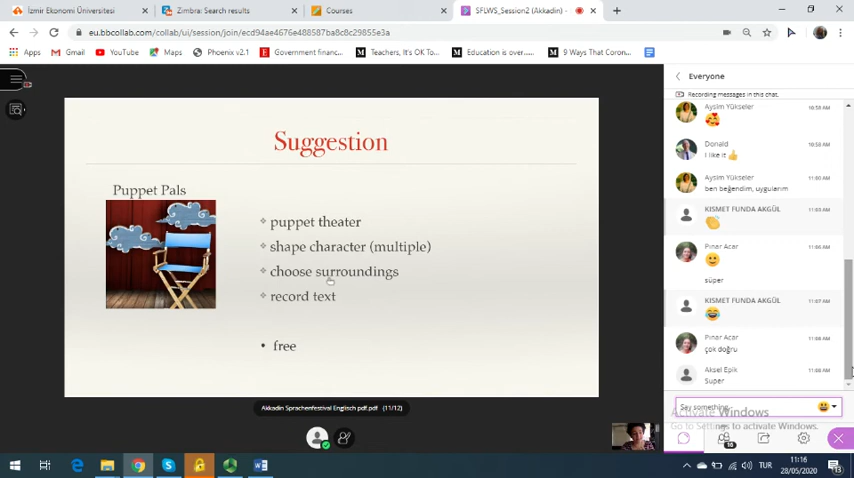 İzmir Ekonomi Üniversitesi
Zimbra: Search results
Courses
SFLWS_Session2 (Akkadin) -
eu.bbcollab.com/collab/ui/session/join/ecd94ae4676e488587ba8c8c29855e3a
Apps
Gmail
YouTube
Maps
Phoenix v2.1
Government financ...
Teachers, It's Okay...
Education is over.....
9 Ways That Coron...
Suggestion
Puppet Pals
puppet theater
shape character (multiple)
choose surroundings
record text
free
Akkadin Sprachenfestival Englisch pdf.pdf (11/12)
Everyone
Recording messages in this chat.
Aysim Yükseler 10:58 AM
Donald 10:58 AM
I like it
Aysim Yükseler 11:00 AM
ben beğendim, uygularım
KISMET FUNDA AKGÜL 11:03 AM
Pınar Acar 11:06 AM
süper
KISMET FUNDA AKGÜL 11:07 AM
Pınar Acar 11:08 AM
çok doğru
Aksel Epik 11:08 AM
Super
Say something
Activate Windows
Go to Settings to activate Windows.
16
TUR
11:16
28/05/2020
13